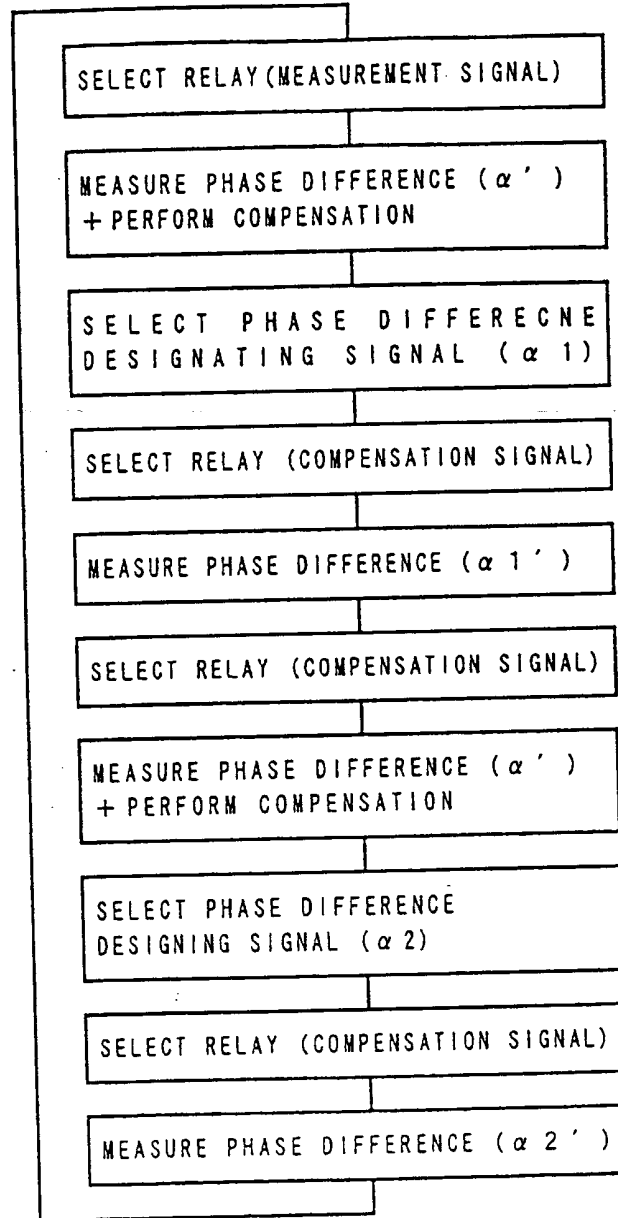 SELECT RELAY(MEASUREMENT SIGNAL)
MEASURE PHASE DIFFERENCE (α')
+ PERFORM COMPENSATION
SELECT PHASE DIFFERECNE
DESIGNATING SIGNAL (α 1)
SELECT RELAY (COMPENSATION SIGNAL)
MEASURE PHASE DIFFERENCE (α 1')
SELECT RELAY (COMPENSATION SIGNAL)
MEASURE PHASE DIFFERENCE (α')
+ PERFORM COMPENSATION
SELECT PHASE DIFFERENCE
DESIGNING SIGNAL (α 2)
SELECT RELAY (COMPENSATION SIGNAL)
MEASURE PHASE DIFFERENCE (α 2')